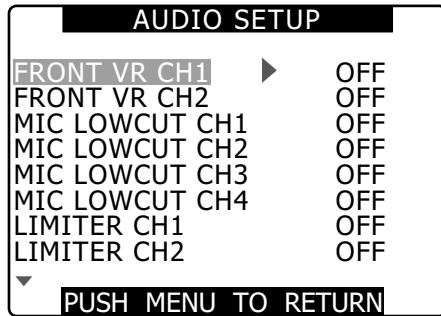 AUDIO SETUP
FRONT VR CH1 OFF
FRONT VR CH2 OFF
MIC LOWCUT CH1 OFF
MIC LOWCUT CH2 OFF
MIC LOWCUT CH3 OFF
MIC LOWCUT CH4 OFF
LIMITER CH1 OFF
LIMITER CH2 OFF
PUSH MENU TO RETURN